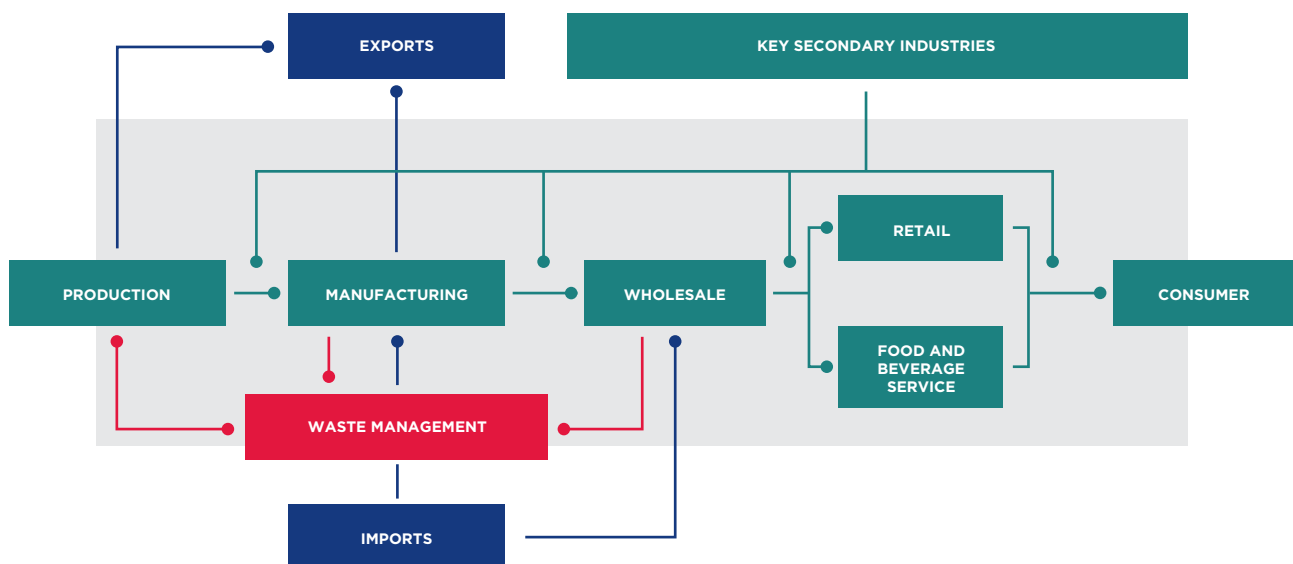 EXPORTS
KEY SECONDARY INDUSTRIES
RETAIL
PRODUCTION
MANUFACTURING
WHOLESALE
CONSUMER
FOOD AND
BEVERAGE
SERVICE
WASTE MANAGEMENT
IMPORTS